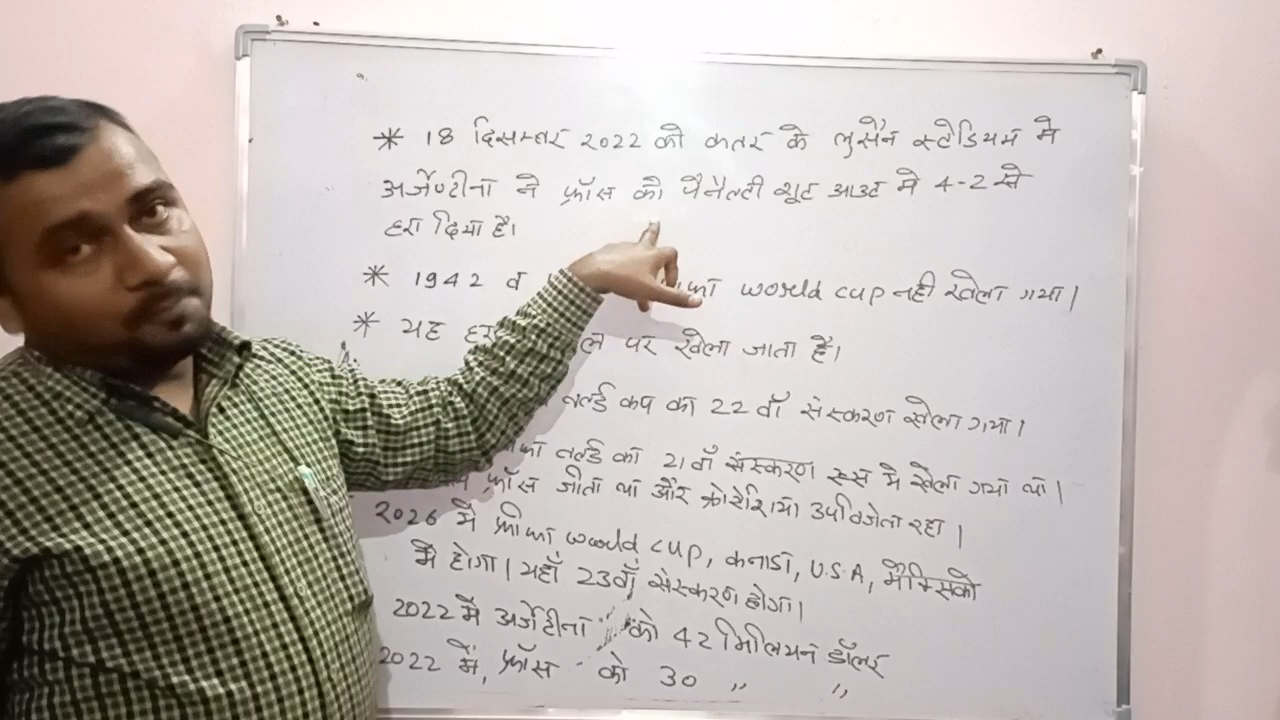 * 18 दिसम्बर 2022 को कतर के लुसैन स्टेडियम मे
अर्जेण्टीना ने फ्राँस को पैनैल्टी शूट आउट मे 4-2 से
हरा दिया है।
* 1942 व फा world cup नही खेला गया।
* यह हर ल पर खेला जाता है।
वर्ल्ड कप का 22 वाँ संस्करण खेला गया।
फा वर्ल्ड का 21 वाँ संस्करण रूस मे खेला गया था।
फ्राँस जीता था और क्रोरोशिया उपविजेता रहा।
2026 मे फ्रीफा world cup, कनाडा, U.S.A, मैक्सिको
मे होगा। यहाँ 23वाँ संस्करण होगा।
2022 मे अर्जेटीना को 42 मिलियन डॉलर
2022 में, फ्राँस को 30 ,, ,,